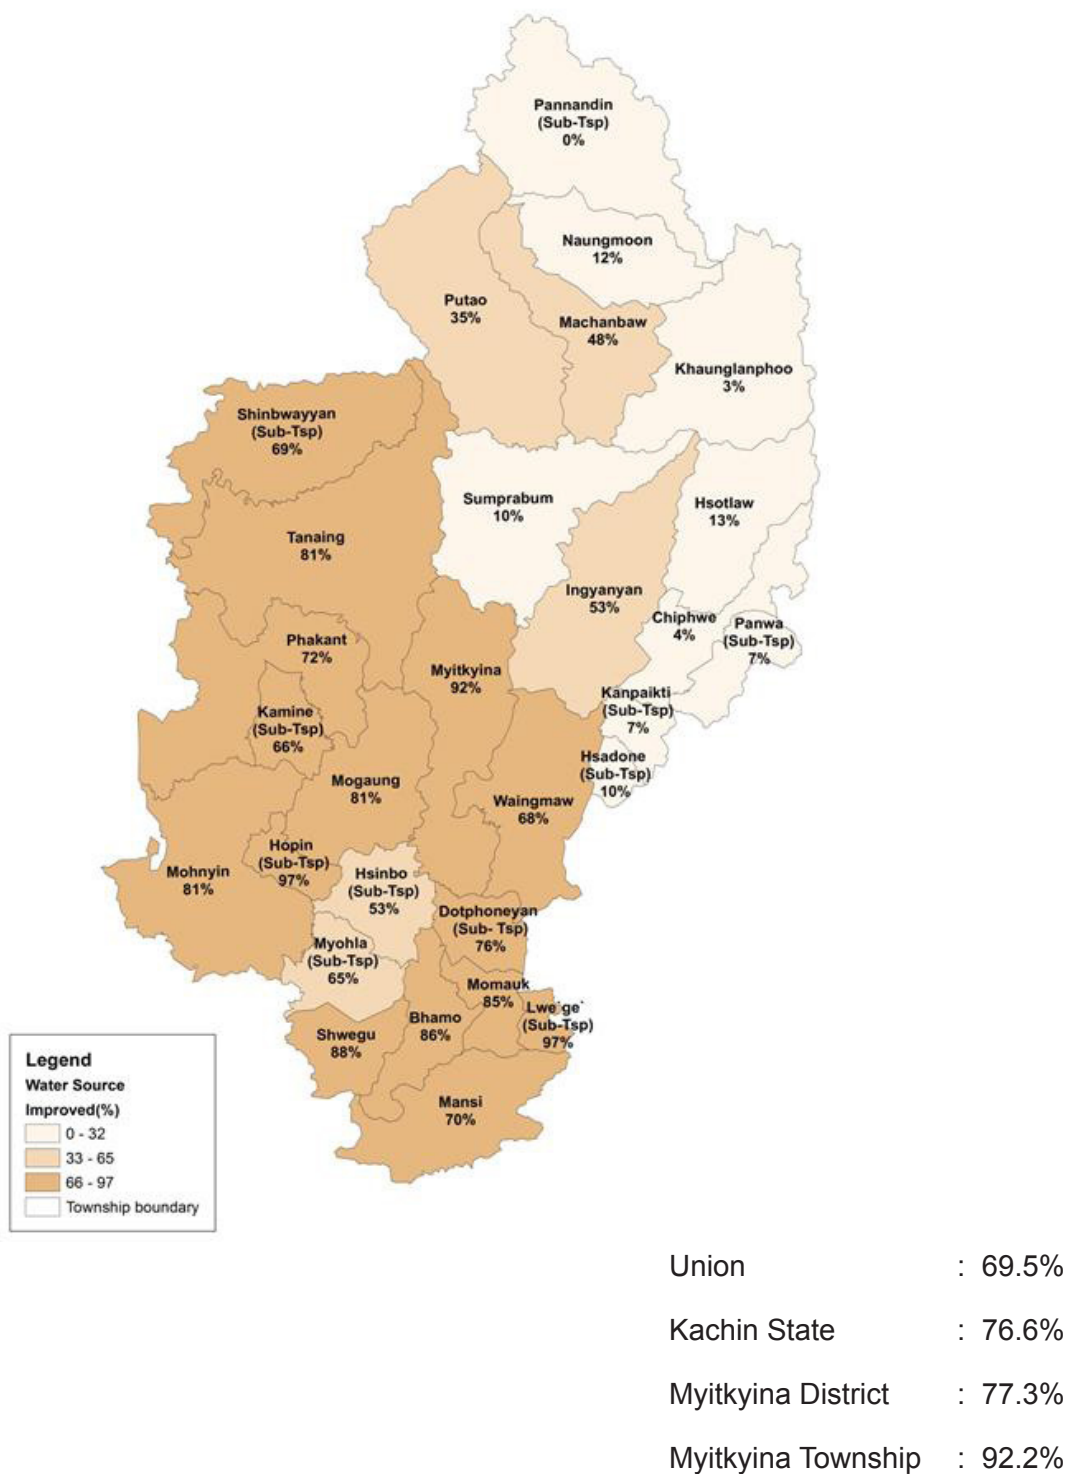 Pannandin
(Sub-Tsp)
0%
Naungmoon
12%
Putao
35%
Machanbaw
48%
Khaunglanphoo
3%
Shinbwayyan
(Sub-Tsp)
69%
Sumprabum
10%
Hsotlaw
13%
Tanaing
81%
Ingyanyan
53%
Chiphwe
4%
Panwa
(Sub-Tsp)
7%
Phakant
72%
Myitkyina
92%
Kanpaikti
(Sub-Tsp)
7%
Kamine
(Sub-Tsp)
66%
Hsadone
(Sub-Tsp)
10%
Mogaung
81%
Waingmaw
68%
Hopin
(Sub-Tsp)
97%
Mohnyin
81%
Hsinbo
(Sub-Tsp)
53%
Dotphoneyan
(Sub- Tsp)
76%
Myohla
(Sub-Tsp)
65%
Momauk
85%
Lwe`ge`
(Sub-Tsp)
97%
Bhamo
86%
Shwegu
88%
Mansi
70%
Legend
Water Source
Improved(%)
0 - 32
33 - 65
66 - 97
Township boundary
Union : 69.5%
Kachin State : 76.6%
Myitkyina District : 77.3%
Myitkyina Township : 92.2%